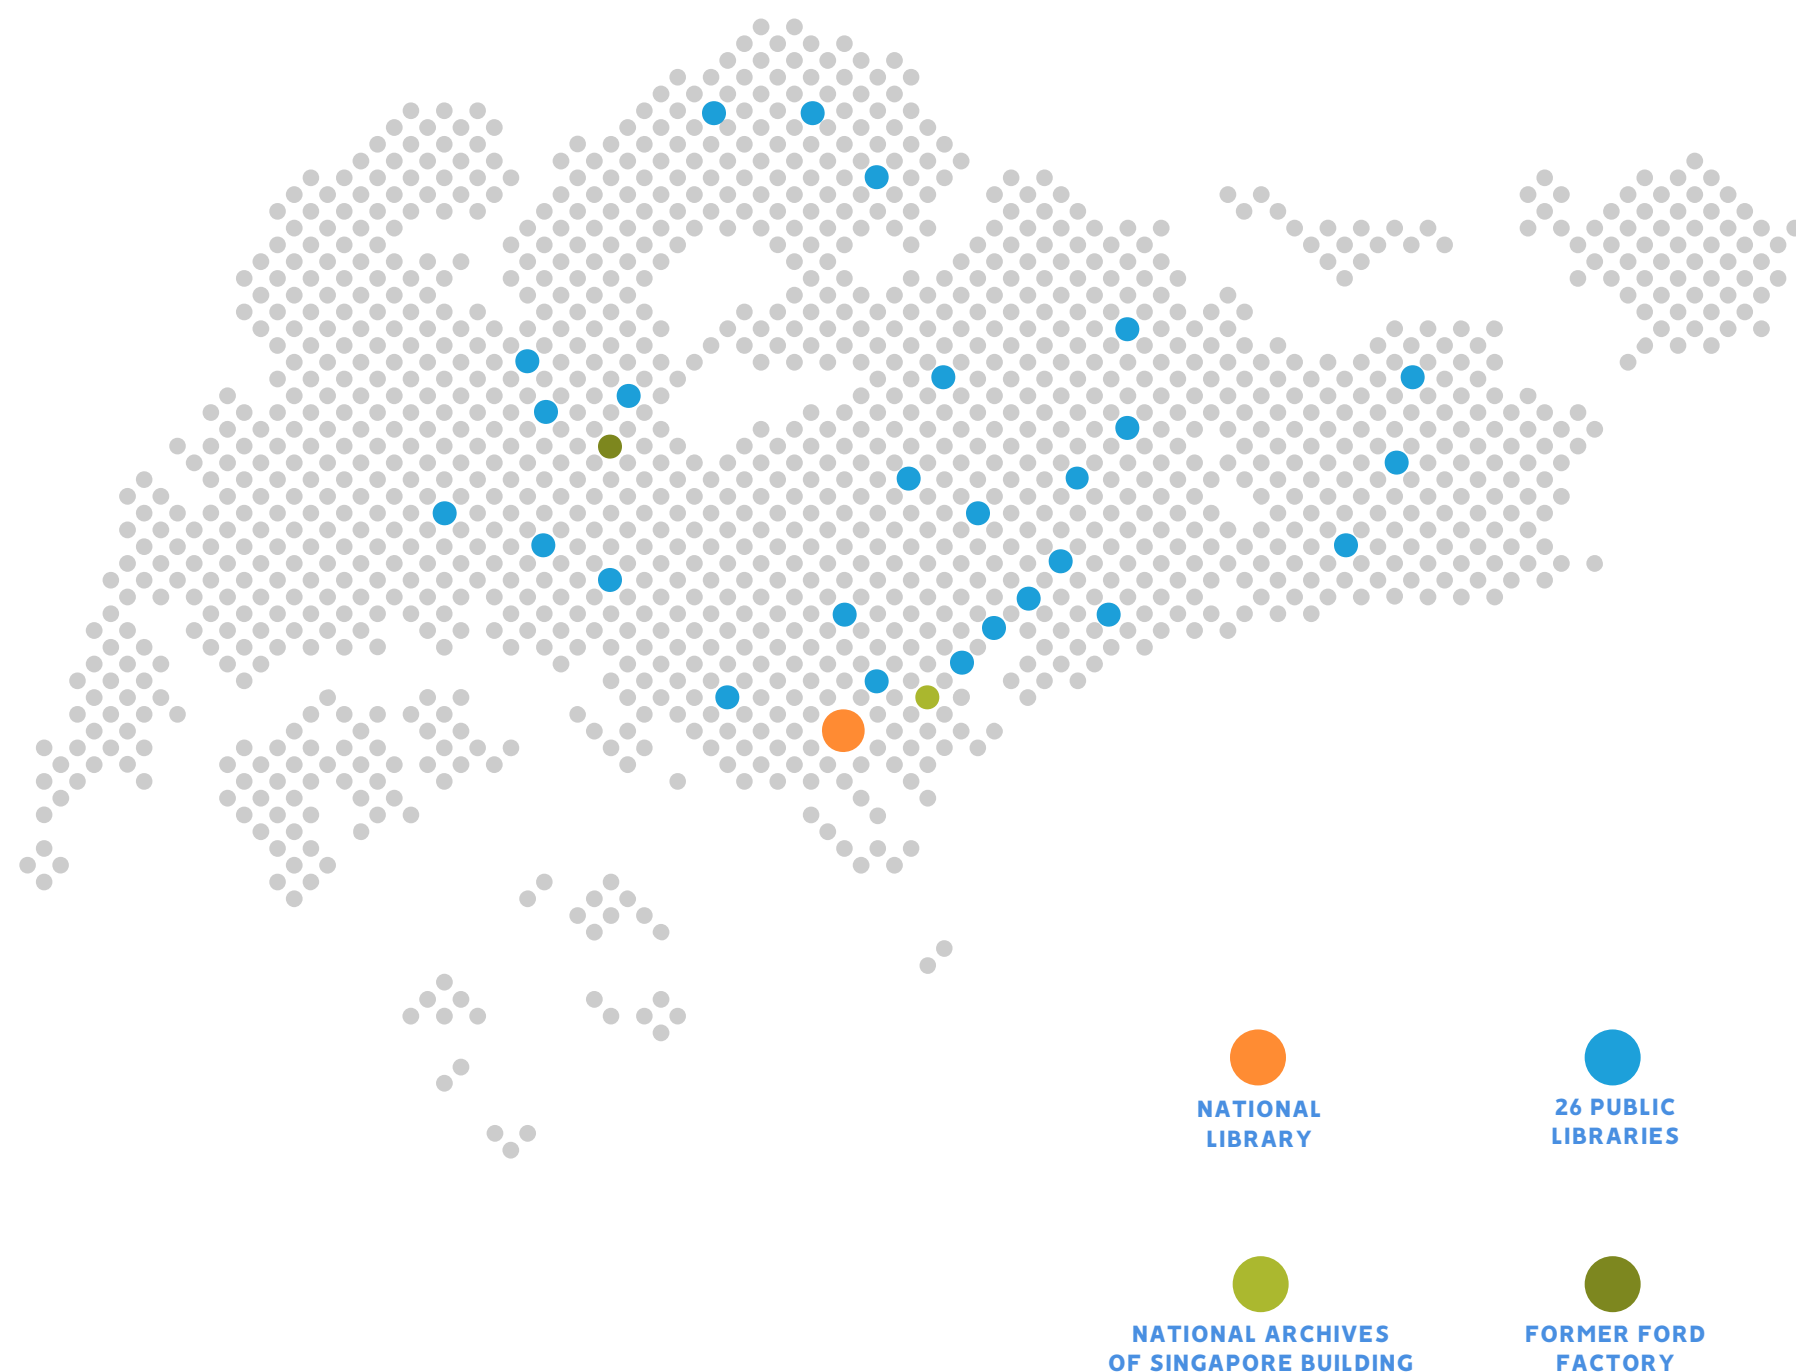 NATIONAL
LIBRARY
26 PUBLIC
LIBRARIES
NATIONAL ARCHIVES
OF SINGAPORE BUILDING
FORMER FORD
FACTORY